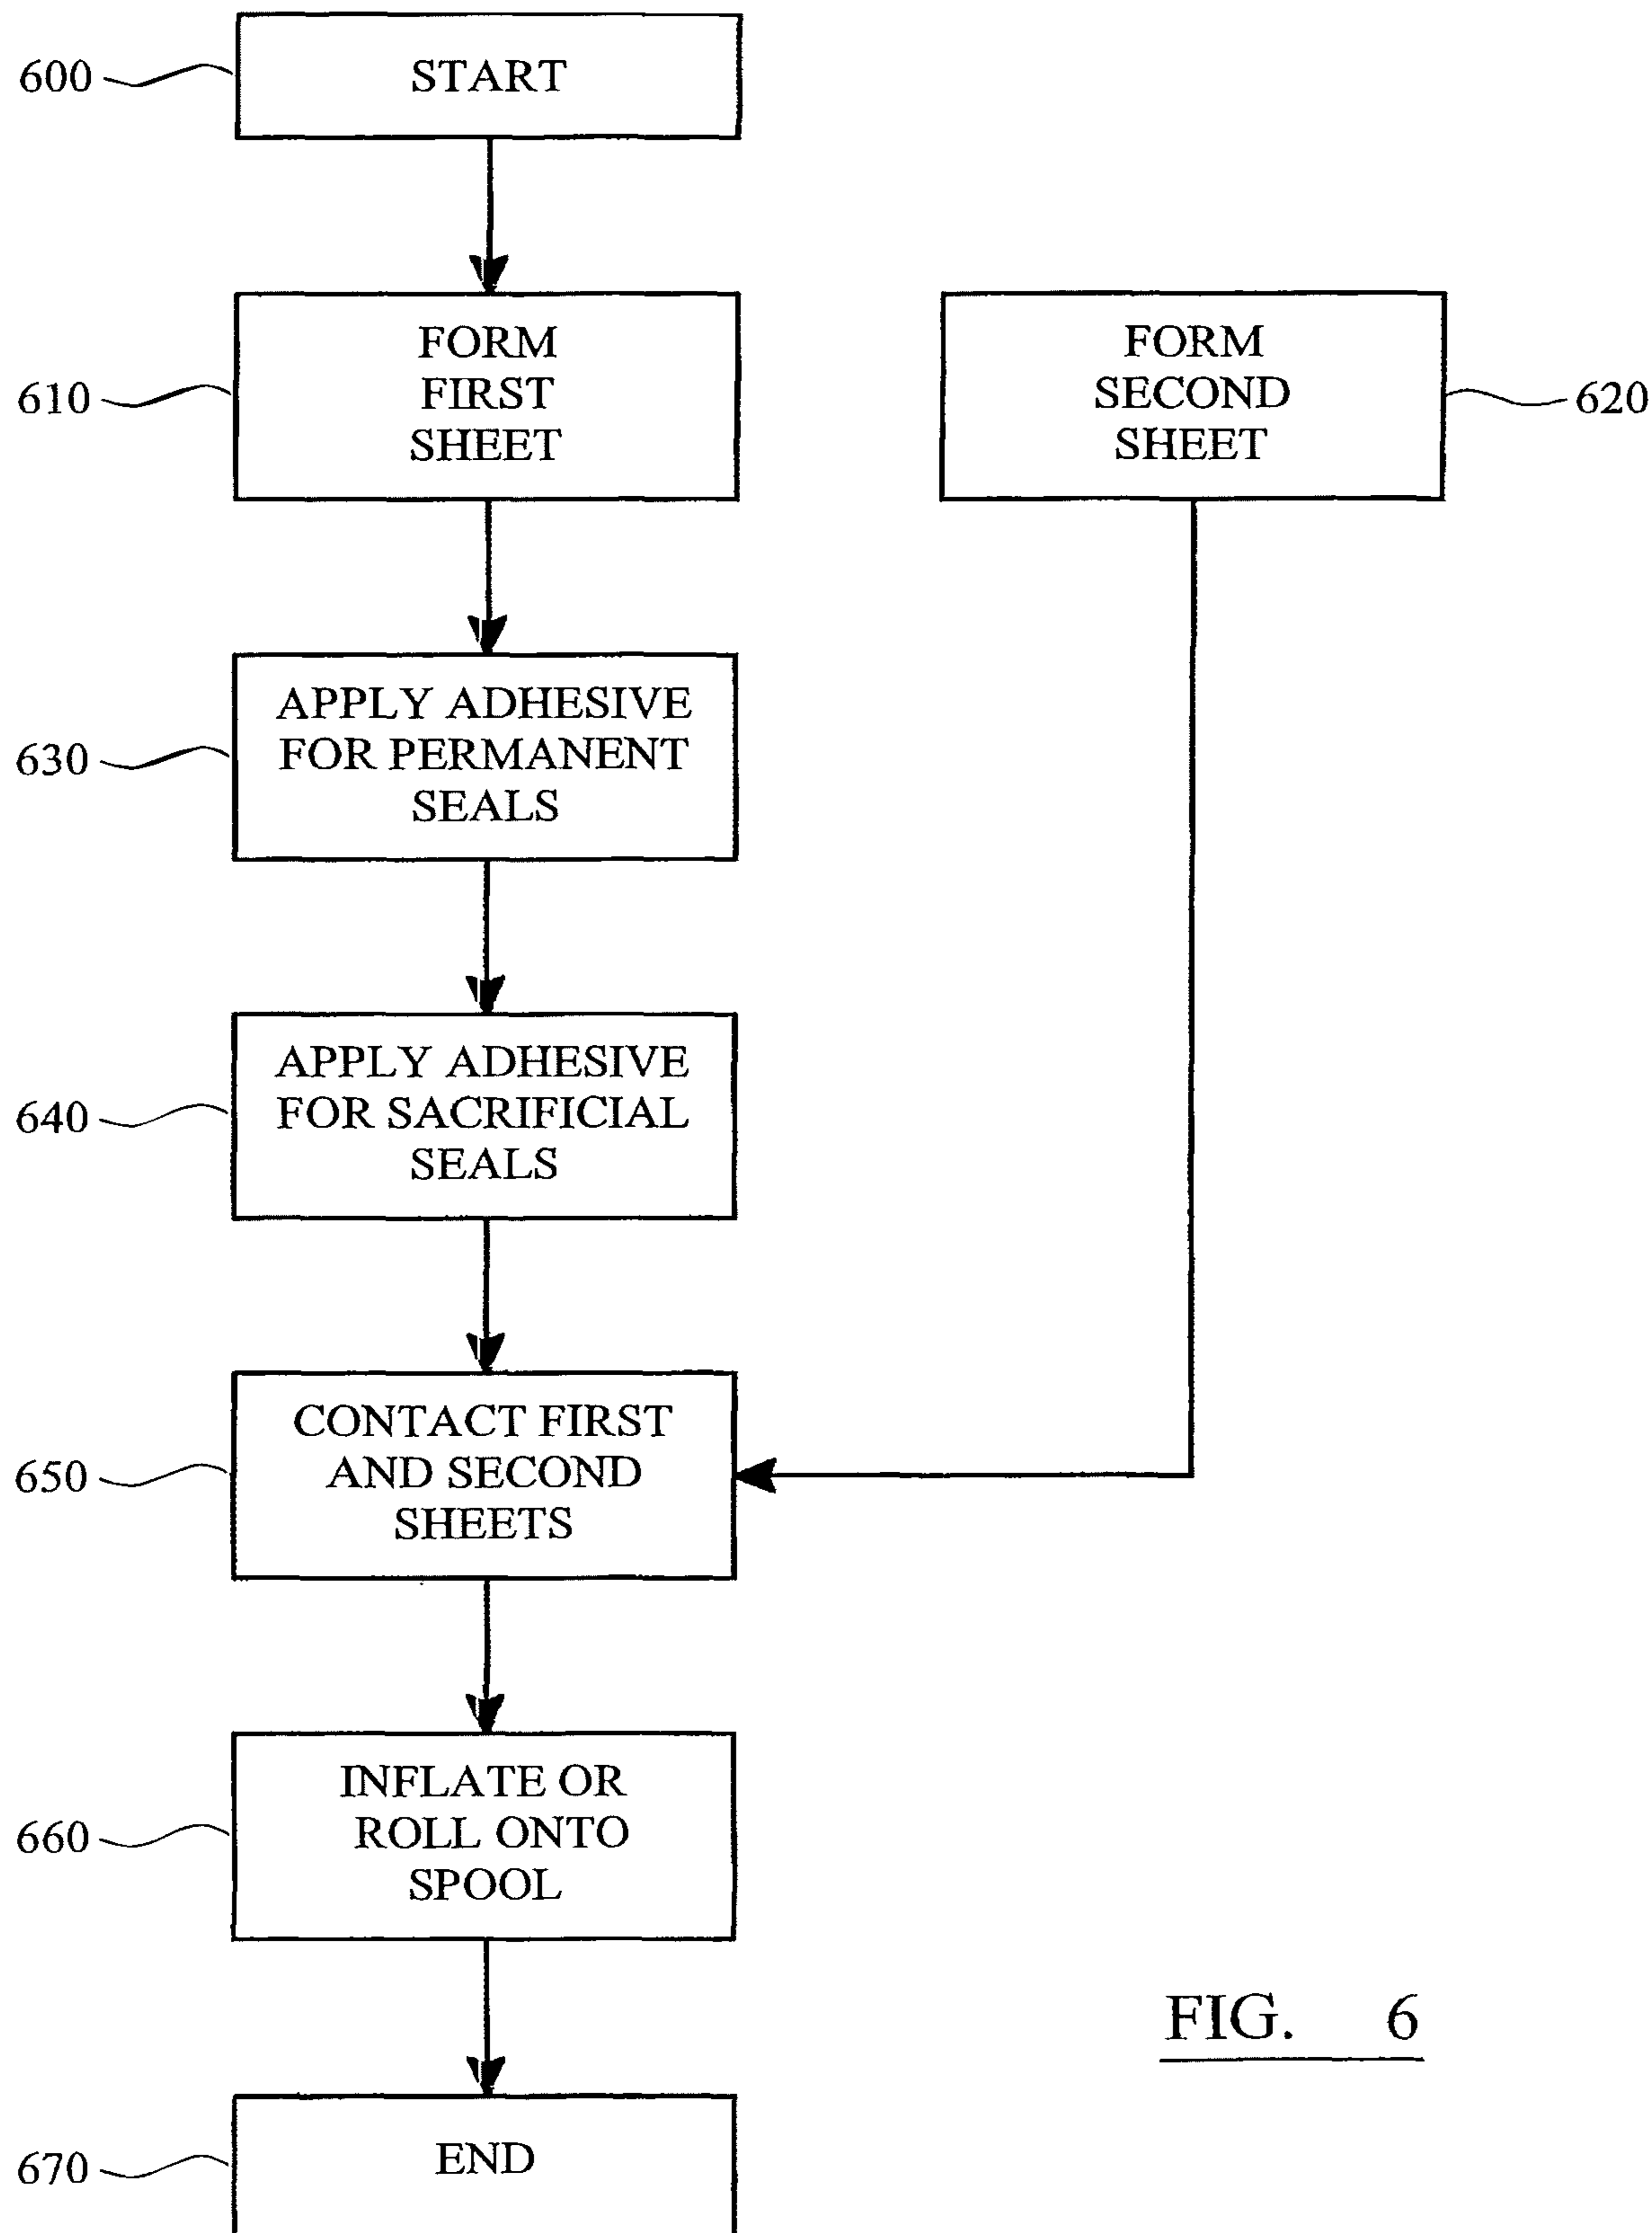 600
START
610
FORM
FIRST
SHEET
FORM
SECOND
SHEET
620
630
APPLY ADHESIVE
FOR PERMANENT
SEALS
640
APPLY ADHESIVE
FOR SACRIFICIAL
SEALS
650
CONTACT FIRST
AND SECOND
SHEETS
660
INFLATE OR
ROLL ONTO
SPOOL
670
END
FIG. 6